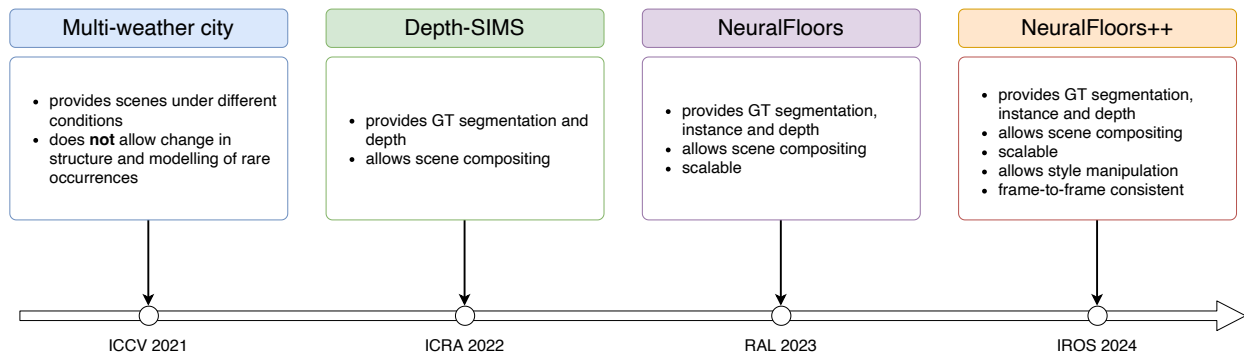 Multi-weather city
• provides scenes under different
conditions
• does not allow change in
structure and modelling of rare
occurrences
ICCV 2021
Depth-SIMS
• provides GT segmentation and
depth
• allows scene compositing
ICRA 2022
NeuralFloors
• provides GT segmentation,
instance and depth
• allows scene compositing
• scalable
RAL 2023
NeuralFloors++
• provides GT segmentation,
instance and depth
• allows scene compositing
• scalable
• allows style manipulation
• frame-to-frame consistent
IROS 2024